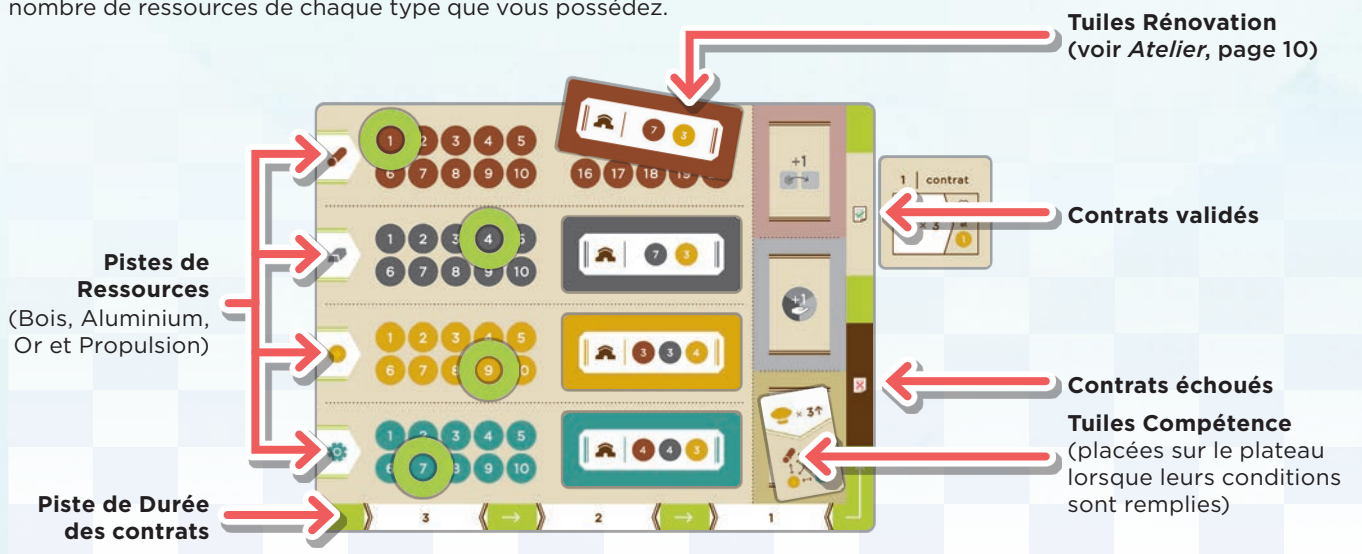 nombre de ressources de chaque type que vous possédez.
Tuiles Rénovation
(voir Atelier, page 10)
Pistes de
Ressources
(Bois, Aluminium,
Or et Propulsion)
Piste de Durée
des contrats
1 2 3 4 5
6 7 8 9 10
16 17 18 19
7 3
1 2 3 4 5
6 7 8 9 10
7 3
1 2 3 4 5
6 7 8 9
3 3 4
1 2 3 4 5
6 7 8 9 10
4 4 3
3 2 1
+1
+1
× 3
1 contrat
× 3
1
Contrats validés
Contrats échoués
Tuiles Compétence
(placées sur le plateau
lorsque leurs conditions
sont remplies)